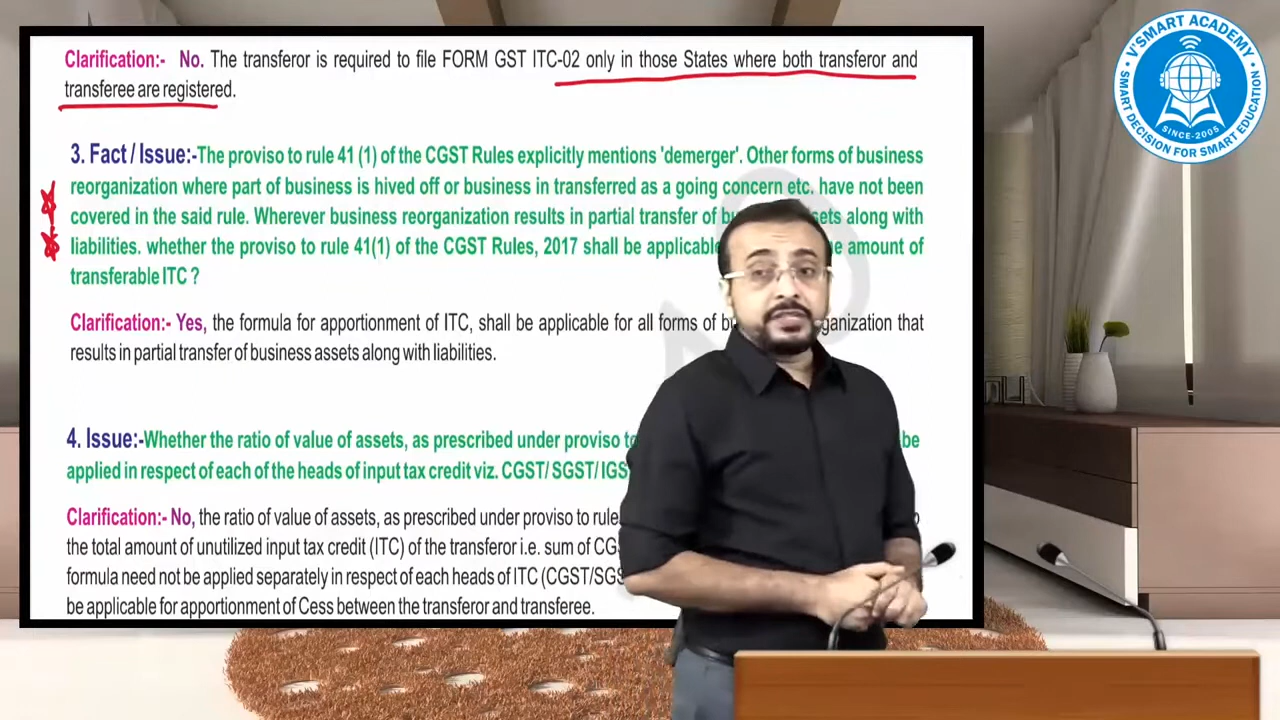 Clarification:- No. The transferor is required to file FORM GST ITC-02 only in those States where both transferor and
transferee are registered.
3. Fact / Issue:-The proviso to rule 41 (1) of the CGST Rules explicitly mentions 'demerger'. Other forms of business
reorganization where part of business is hived off or business in transferred as a going concern etc. have not been
covered in the said rule. Wherever business reorganization results in partial transfer of along with
liabilities. whether the proviso to rule 41(1) of the CGST Rules, 2017 shall be applicable amount of
transferable ITC ?
Clarification:- Yes, the formula for apportionment of ITC, shall be applicable for all forms of that
results in partial transfer of business assets along with liabilities.
4. Issue:-Whether the ratio of value of assets, as prescribed under proviso to be
applied in respect of each of the heads of input tax credit viz. CGST/ SGST/
Clarification:- No, the ratio of value of assets, as prescribed under proviso to
the total amount of unutilized input tax credit (ITC) of the transferor i.e. sum of
formula need not be applied separately in respect of each heads of ITC
be applicable for apportionment of Cess between the transferor and transferee.
V'SMART ACADEMY
SINCE-2005
SMART DECISION FOR SMART EDUCATION